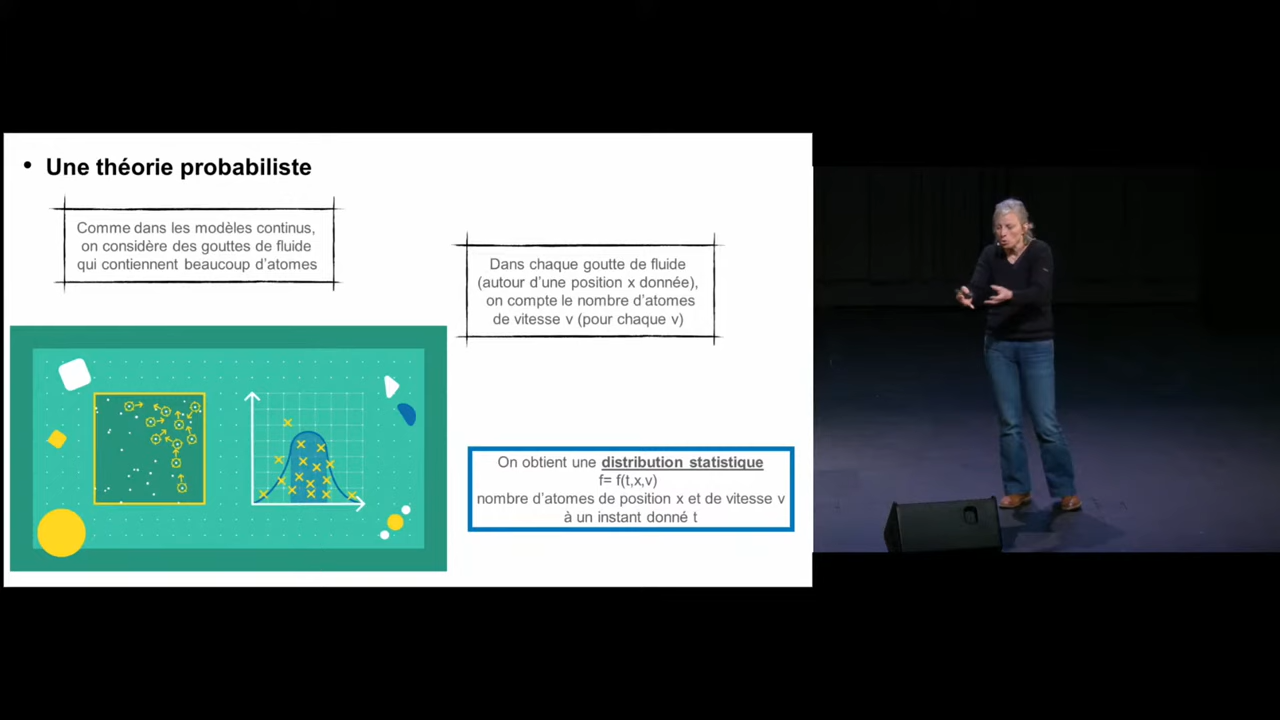 • Une théorie probabiliste
Comme dans les modèles continus,
on considère des gouttes de fluide
qui contiennent beaucoup d'atomes
Dans chaque goutte de fluide
(autour d'une position x donnée),
on compte le nombre d'atomes
de vitesse v (pour chaque v)
On obtient une distribution statistique
f= f(t,x,v)
nombre d'atomes de position x et de vitesse v
à un instant donné t